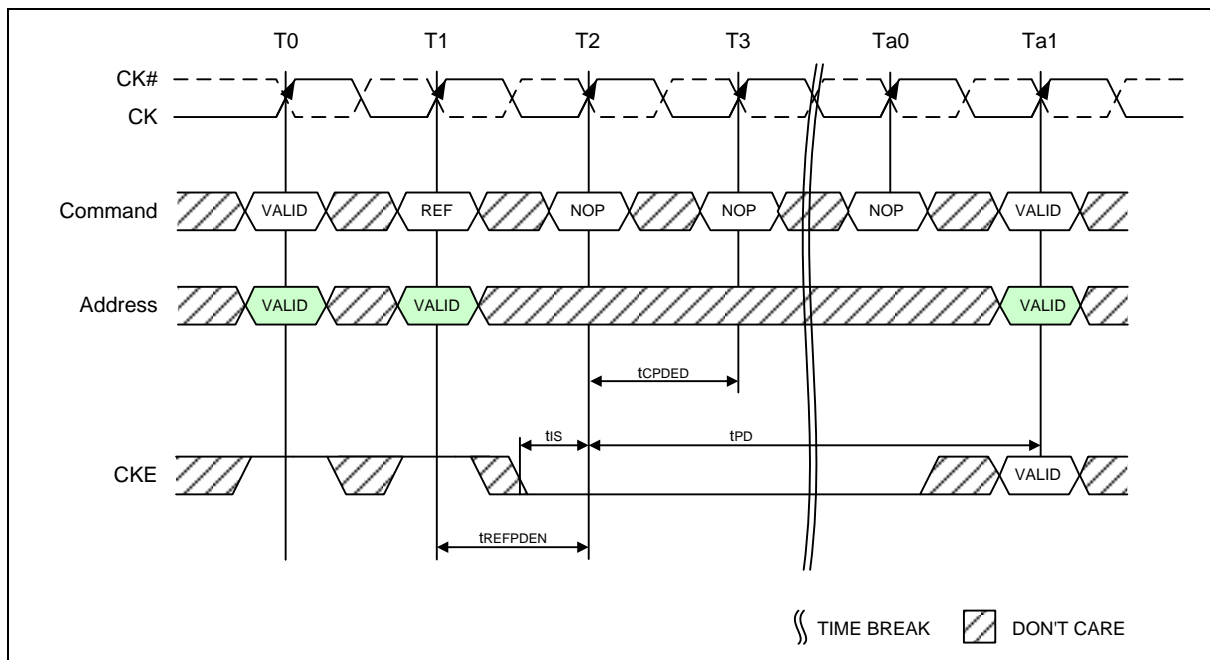 T0 T1 T2 T3 Ta0 Ta1
CK#
CK
Command VALID REF NOP NOP NOP VALID
Address VALID VALID VALID
tCPDED
tIS tPD
CKE VALID
tREFPDEN
TIME BREAK DON'T CARE